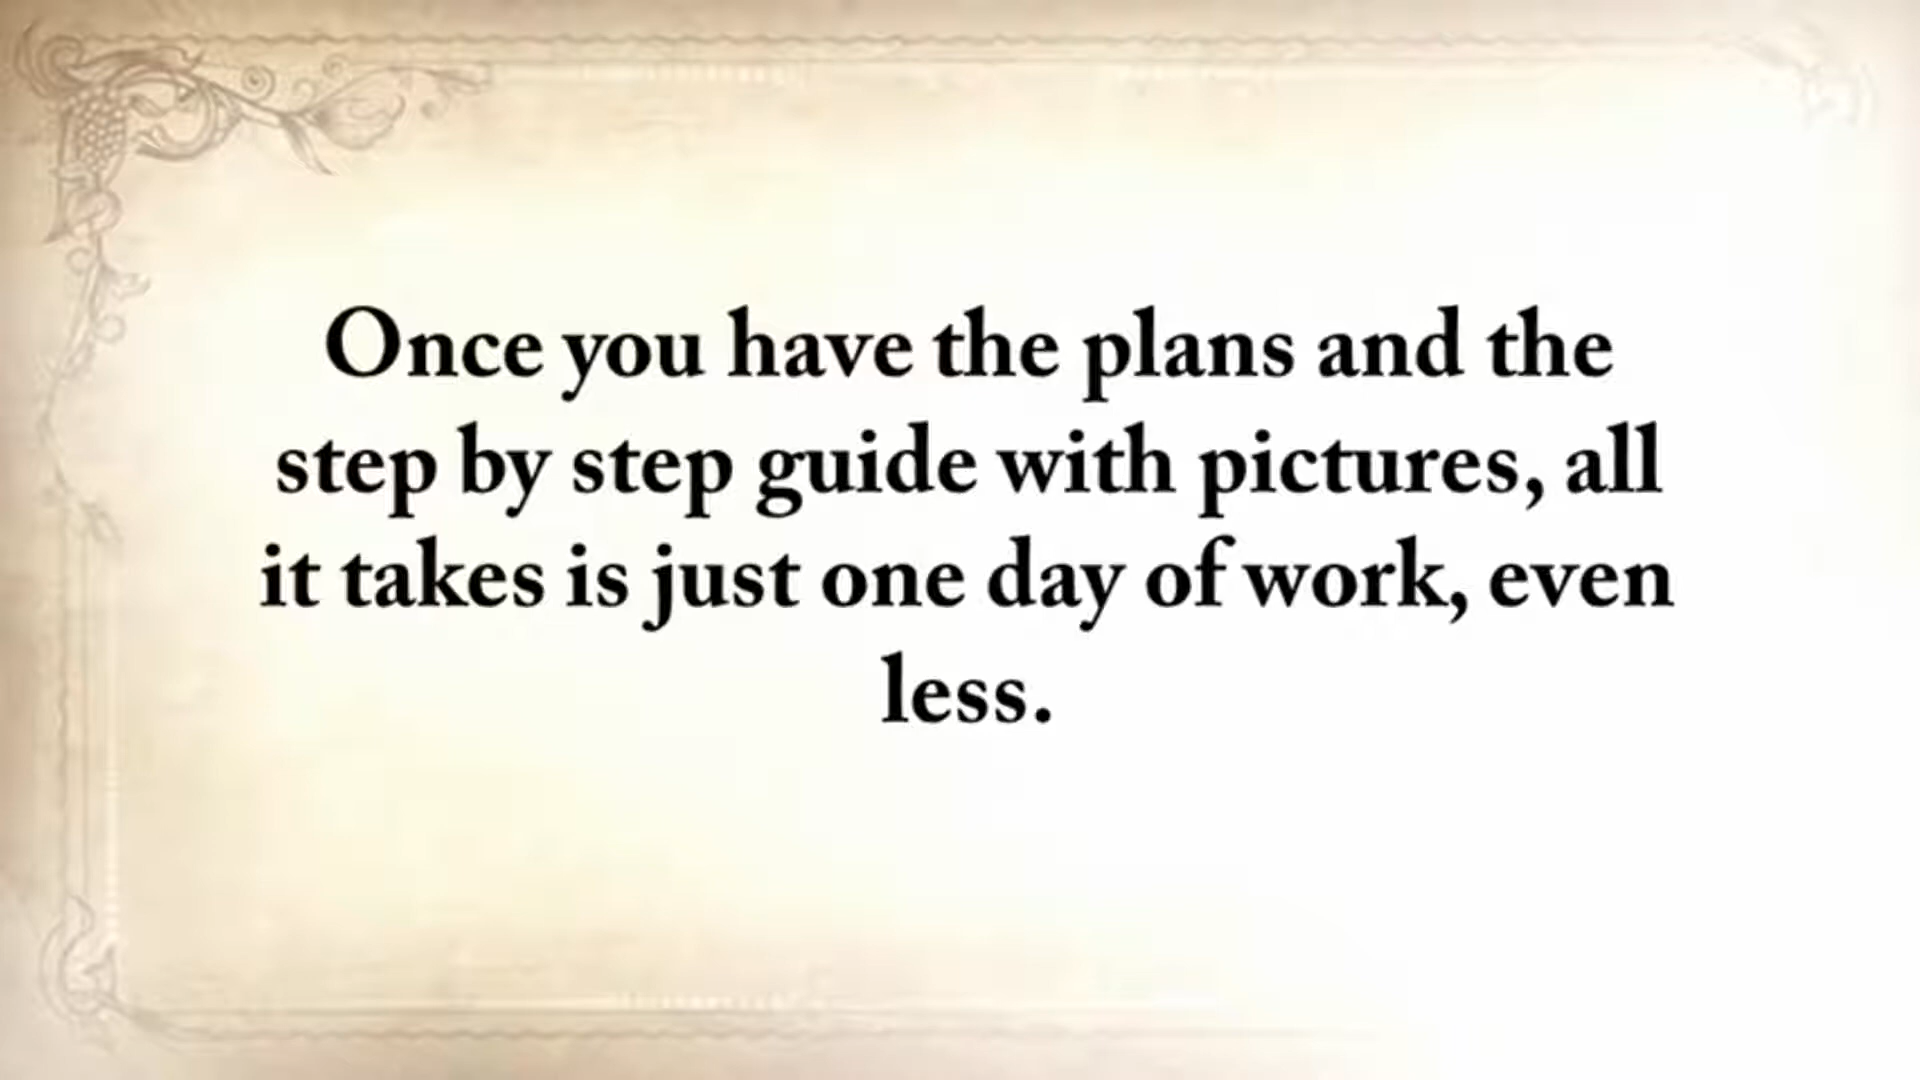 Once you have the plans and the
step by step guide with pictures, all
it takes is just one day of work, even
less.